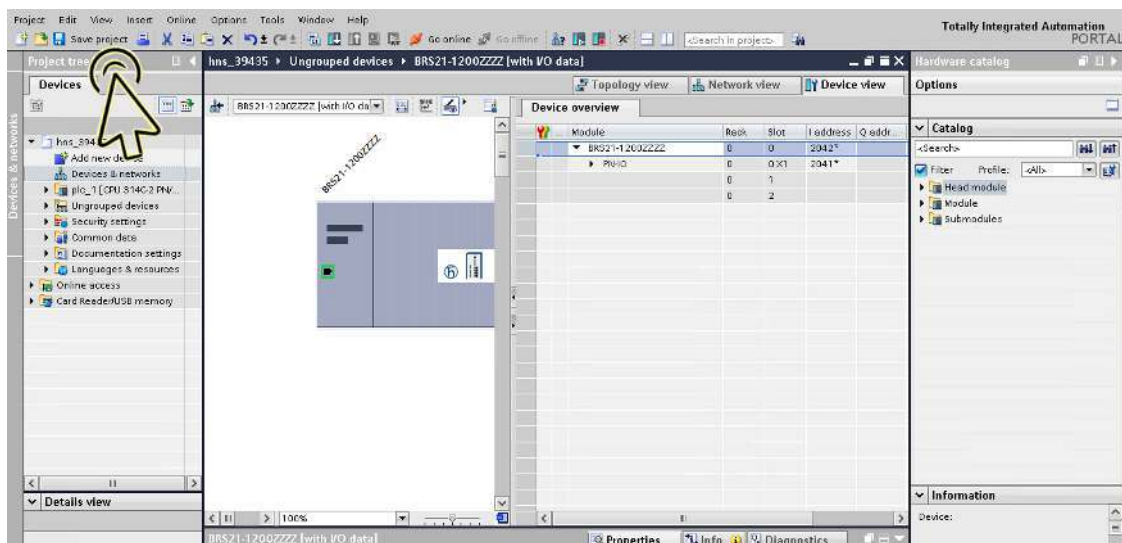 Project Edit View Insert Online Options Tools Window Help
Totally Integrated Automation
PORTAL
Save project
Go online
Go offline
<Search in project>
Project tree
hns_39435 ▸ Ungrouped devices ▸ BRS21-1200ZZZZ [with I/O data]
Hardware catalog
Devices
Topology view
Network view
Device view
Options
BRS21-1200ZZZZ [with I/O da
Device overview
Devices & networks
Module Rack Slot I address Q addr...
BRS21-1200ZZZZ 0 0 2042*
PN-IO 0 0 X1 2041*
0 1
0 2
Catalog
<Search>
Filter Profile: <All>
Head module
Module
Submodules
Add new
Devices & networks
plc_1 [CPU 314C-2 PN/...
Ungrouped devices
Security settings
Common data
Documentation settings
Languages & resources
Online access
Card Reader/USB memory
BRS21-1200ZZZZ
Details view
100%
Information
Device:
BRS21-1200ZZZZ [with I/O data]
Properties
Info
Diagnostics